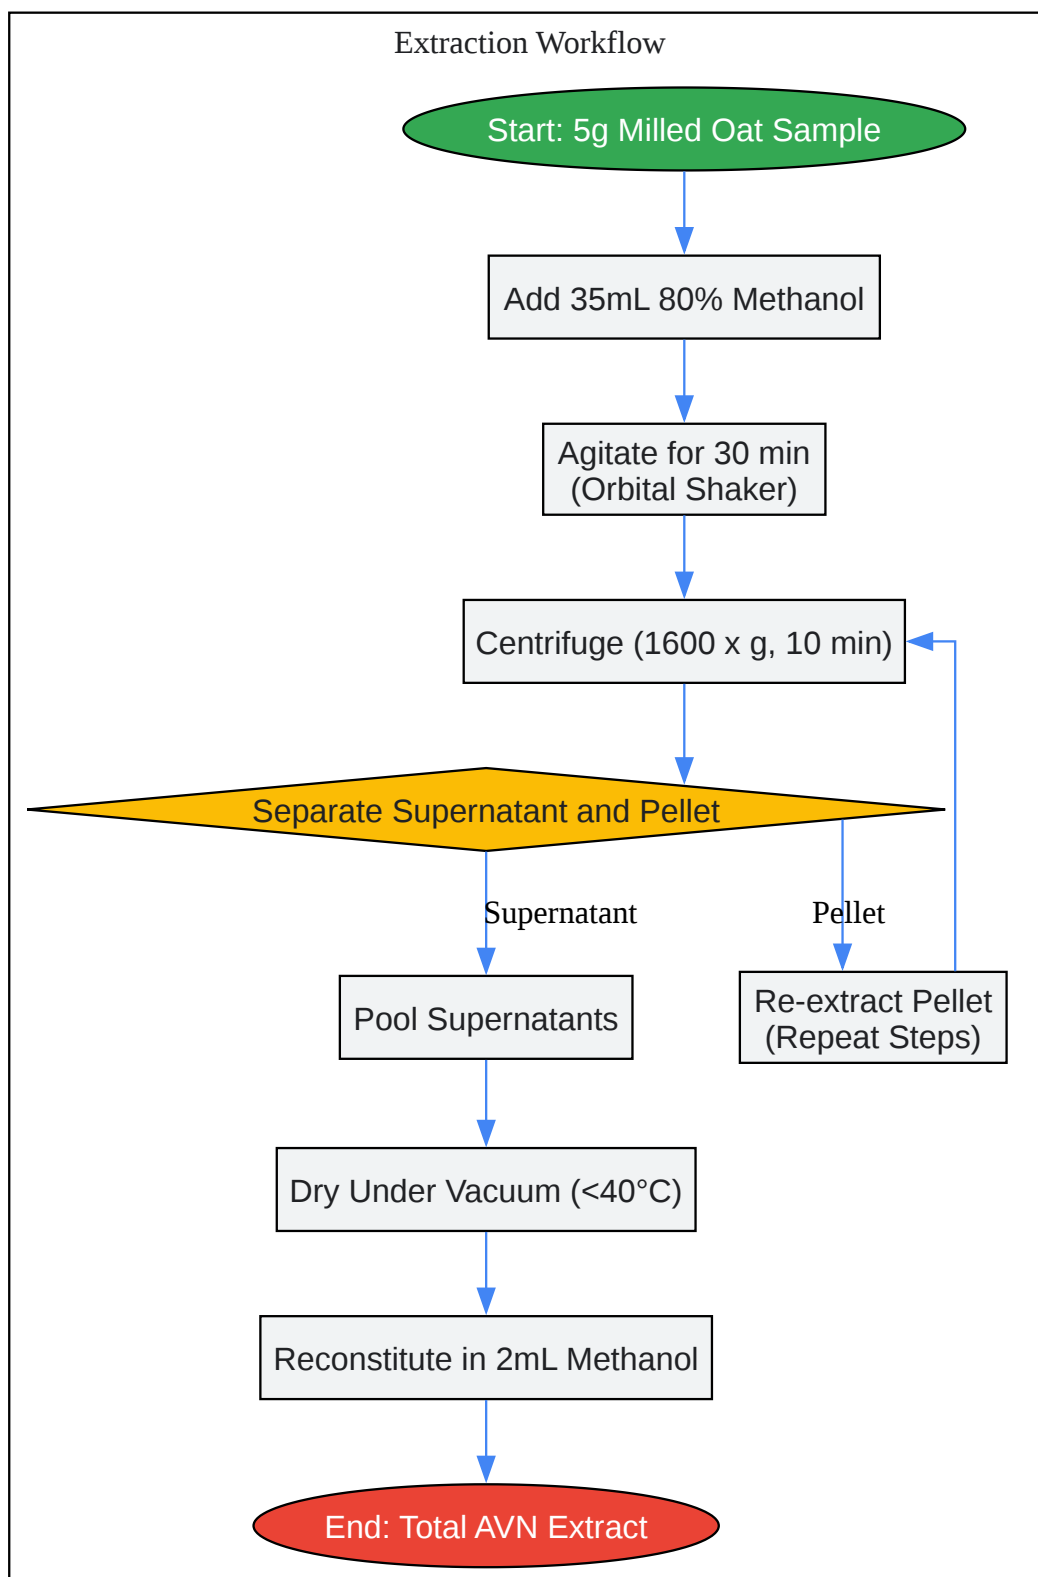 Extraction Workflow
Start: 5g Milled Oat Sample
Add 35mL 80% Methanol
Agitate for 30 min
(Orbital Shaker)
Centrifuge (1600 x g, 10 min)
Separate Supernatant and Pellet
Supernatant
Pellet
Pool Supernatants
Re-extract Pellet
(Repeat Steps)
Dry Under Vacuum (<40°C)
Reconstitute in 2mL Methanol
End: Total AVN Extract